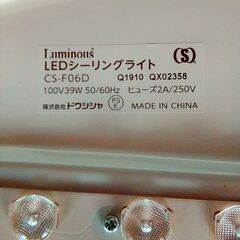 Luminous
LEDシーリングライト
CS-F06D Q1910 QX02358
100V39W 50/60Hz ヒューズ2A/250V
株式会社ドウシシャ PSE MADE IN CHINA